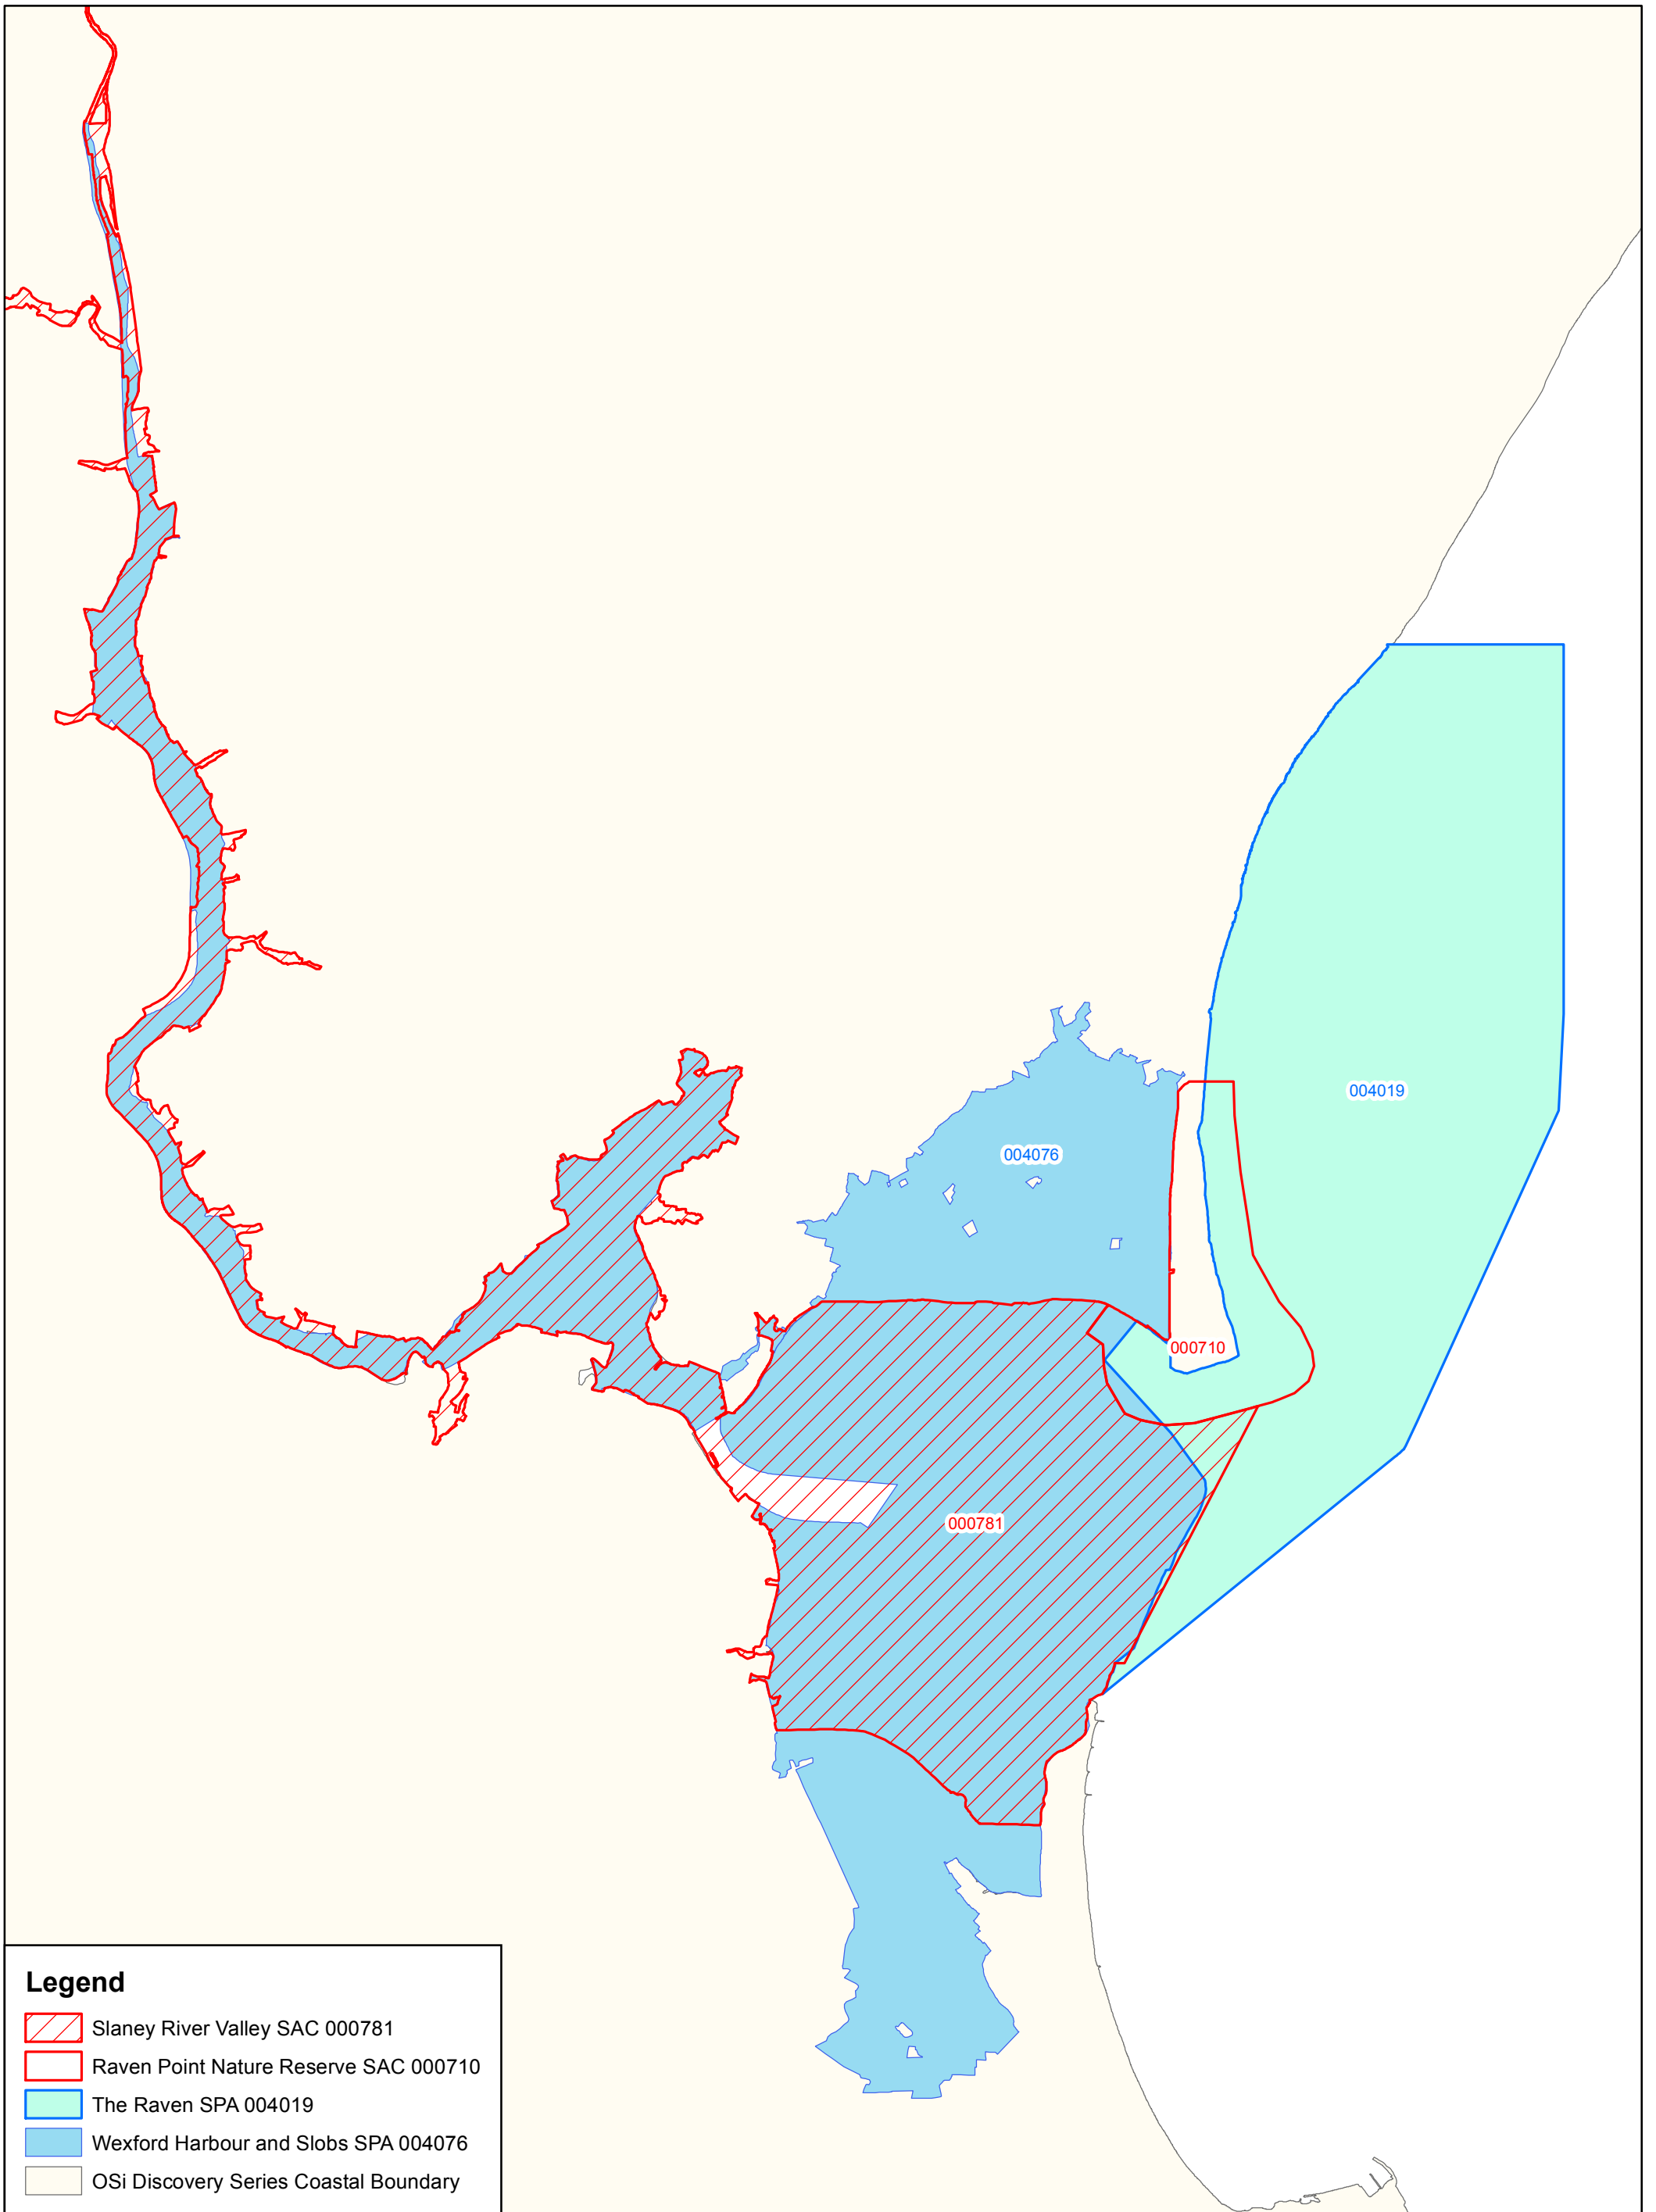 004019
004076
000710
000781
Legend
Slaney River Valley SAC 000781
Raven Point Nature Reserve SAC 000710
The Raven SPA 004019
Wexford Harbour and Slobs SPA 004076
OSi Discovery Series Coastal Boundary